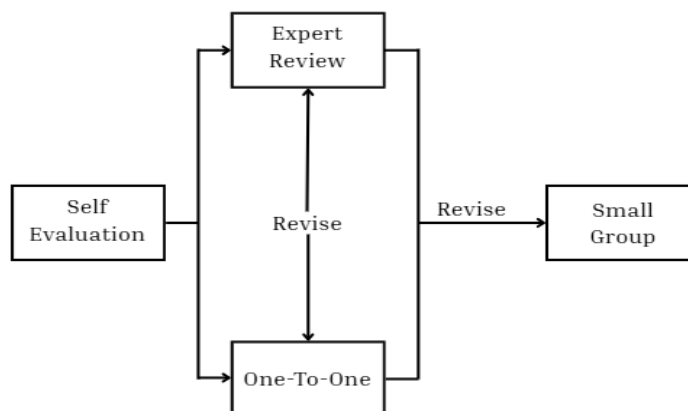 Expert
Review
Self
Evaluation
Revise
Revise
Small
Group
One-To-One